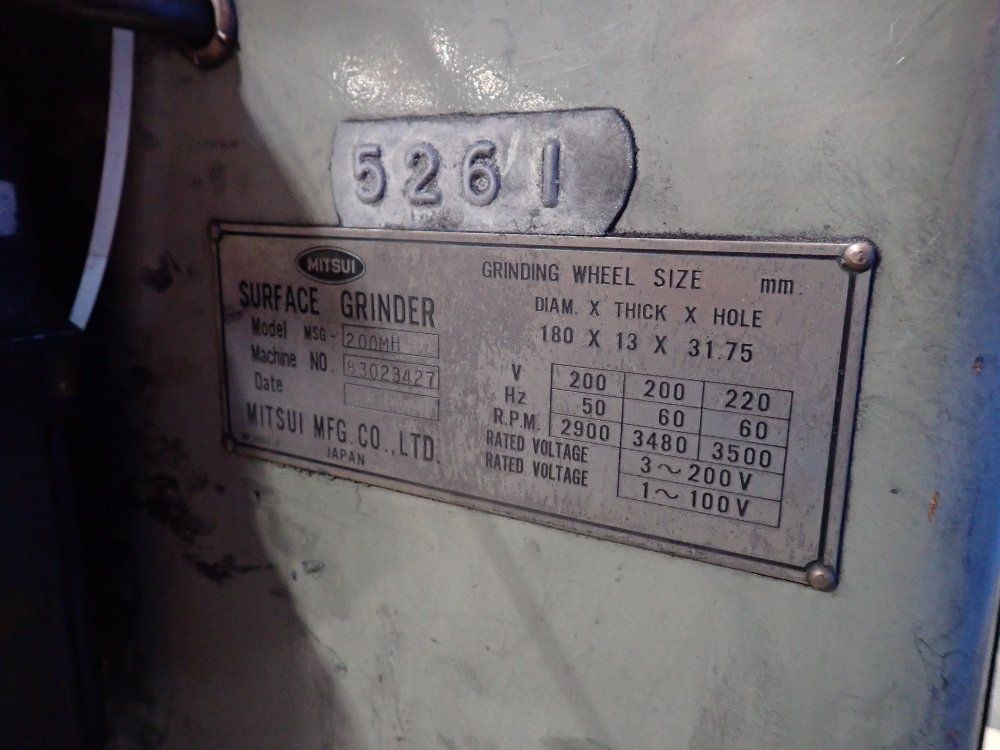 5261
MITSUI
SURFACE GRINDER
Model MSG- 200MH
Machine NO. 83023427
Date
MITSUI MFG. CO., LTD.
JAPAN
GRINDING WHEEL SIZE mm
DIAM. X THICK X HOLE
180 X 13 X 31.75
V 200 200 220
Hz 50 60 60
R.P.M. 2900 3480 3500
RATED VOLTAGE 3～200V
RATED VOLTAGE 1～100V